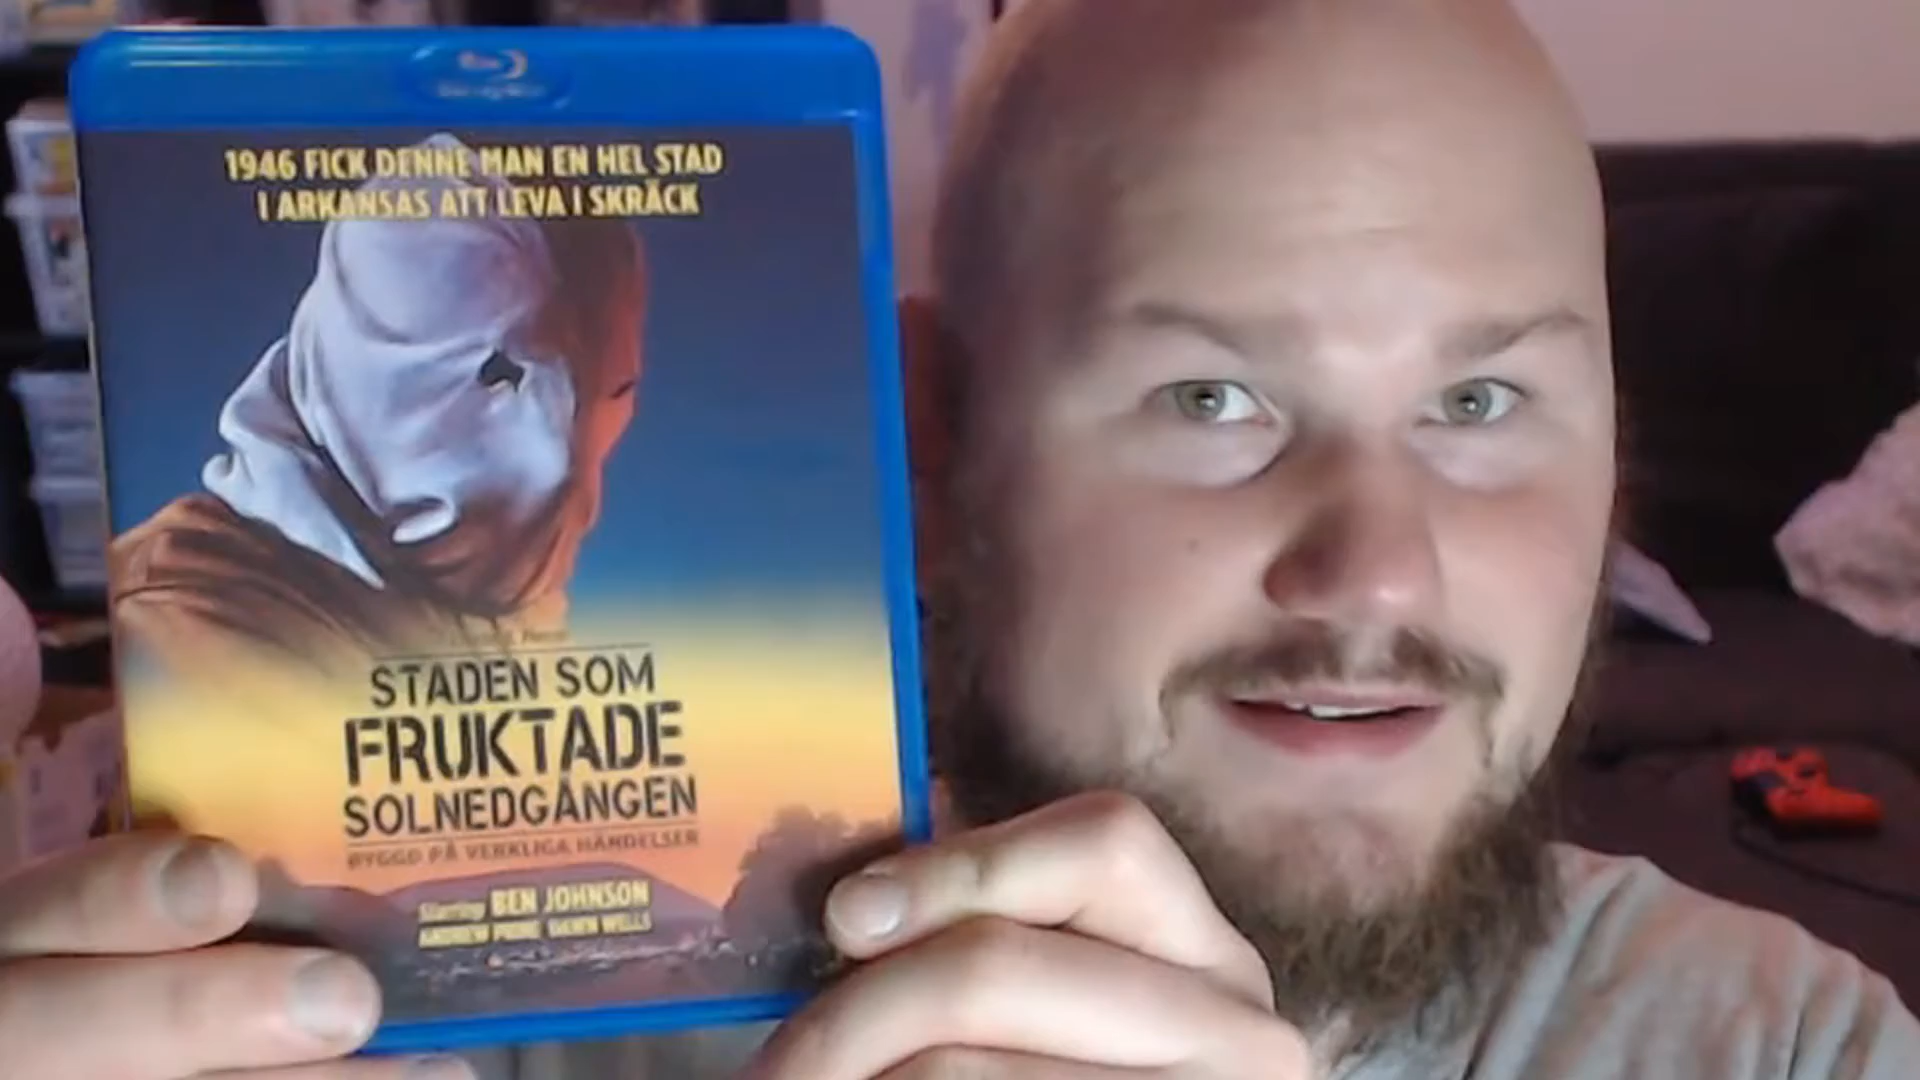 1946 FICK DENNE MAN EN HEL STAD
I ARKANSAS ATT LEVA I SKRÄCK
STADEN SOM
FRUKTADE
SOLNEDGÅNGEN
BYGGD PÅ VERKLIGA HÄNDELSER
Starring BEN JOHNSON
ANDREW PRINE DAWN WELLS